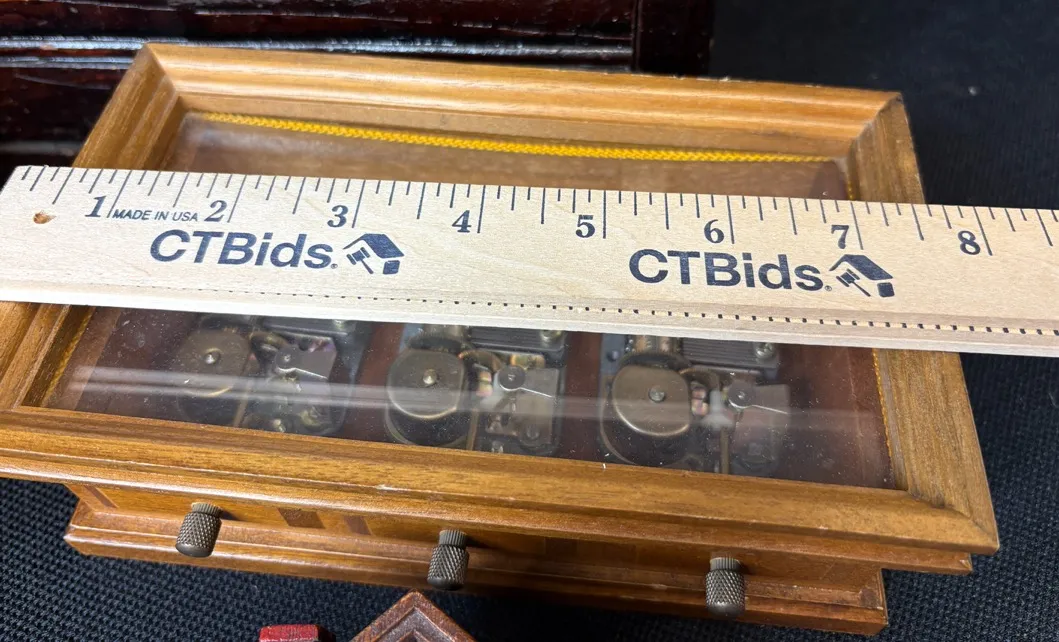 1 MADE IN USA 2 3 4 5 6 7 8
CTBids. CTBids.